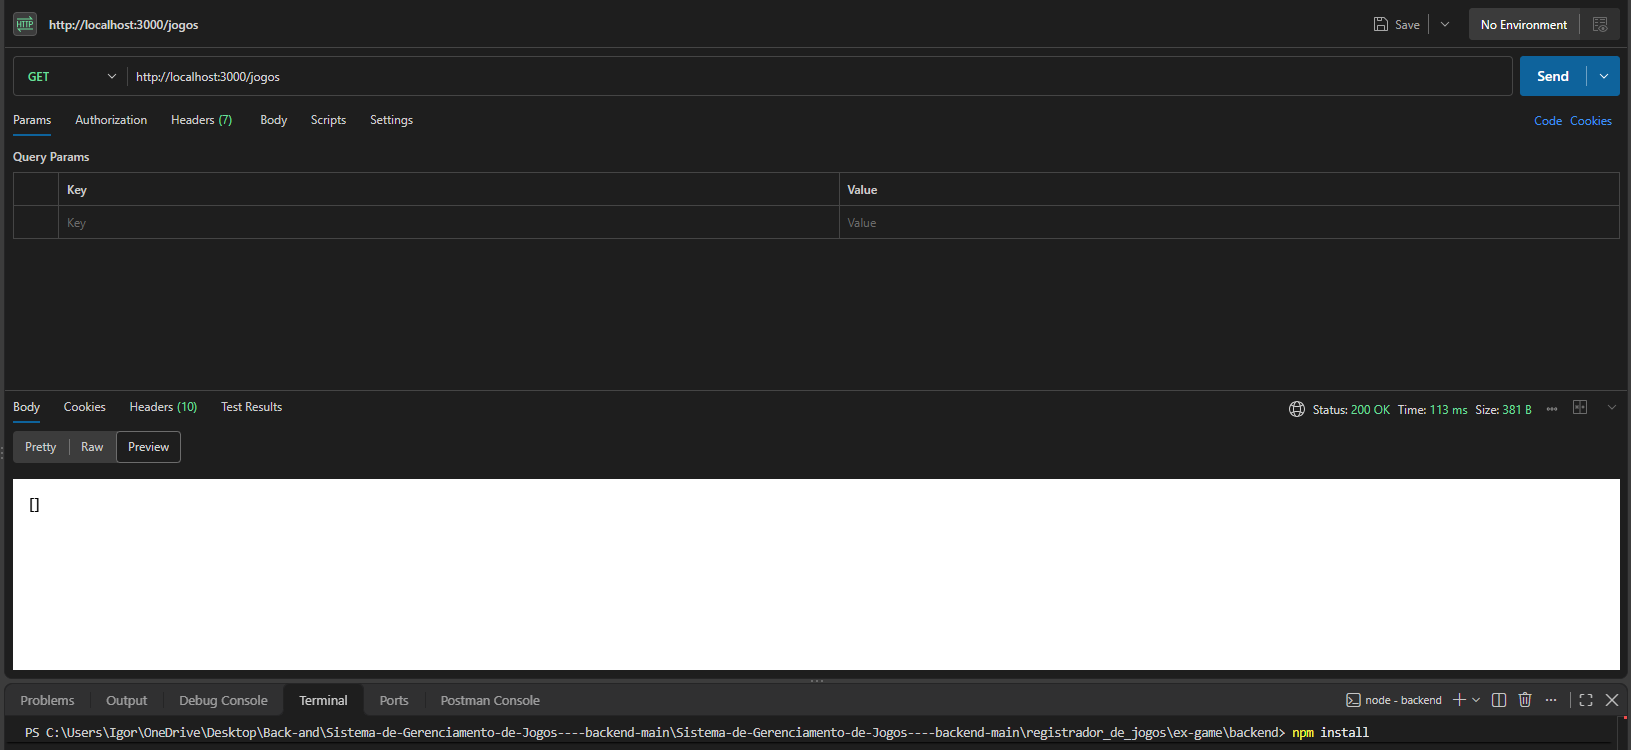 HTTP http://localhost:3000/jogos Save No Environment
GET http://localhost:3000/jogos Send
Params Authorization Headers (7) Body Scripts Settings Code Cookies
Query Params
Key Value
Key Value
Body Cookies Headers (10) Test Results Status: 200 OK Time: 113 ms Size: 381 B
Pretty Raw Preview
[]
Problems Output Debug Console Terminal Ports Postman Console node - backend
PS C:\Users\Igor\OneDrive\Desktop\Back-and\Sistema-de-Gerenciamento-de-Jogos----backend-main\Sistema-de-Gerenciamento-de-Jogos----backend-main\registrador_de_jogos\ex-game\backend> npm install